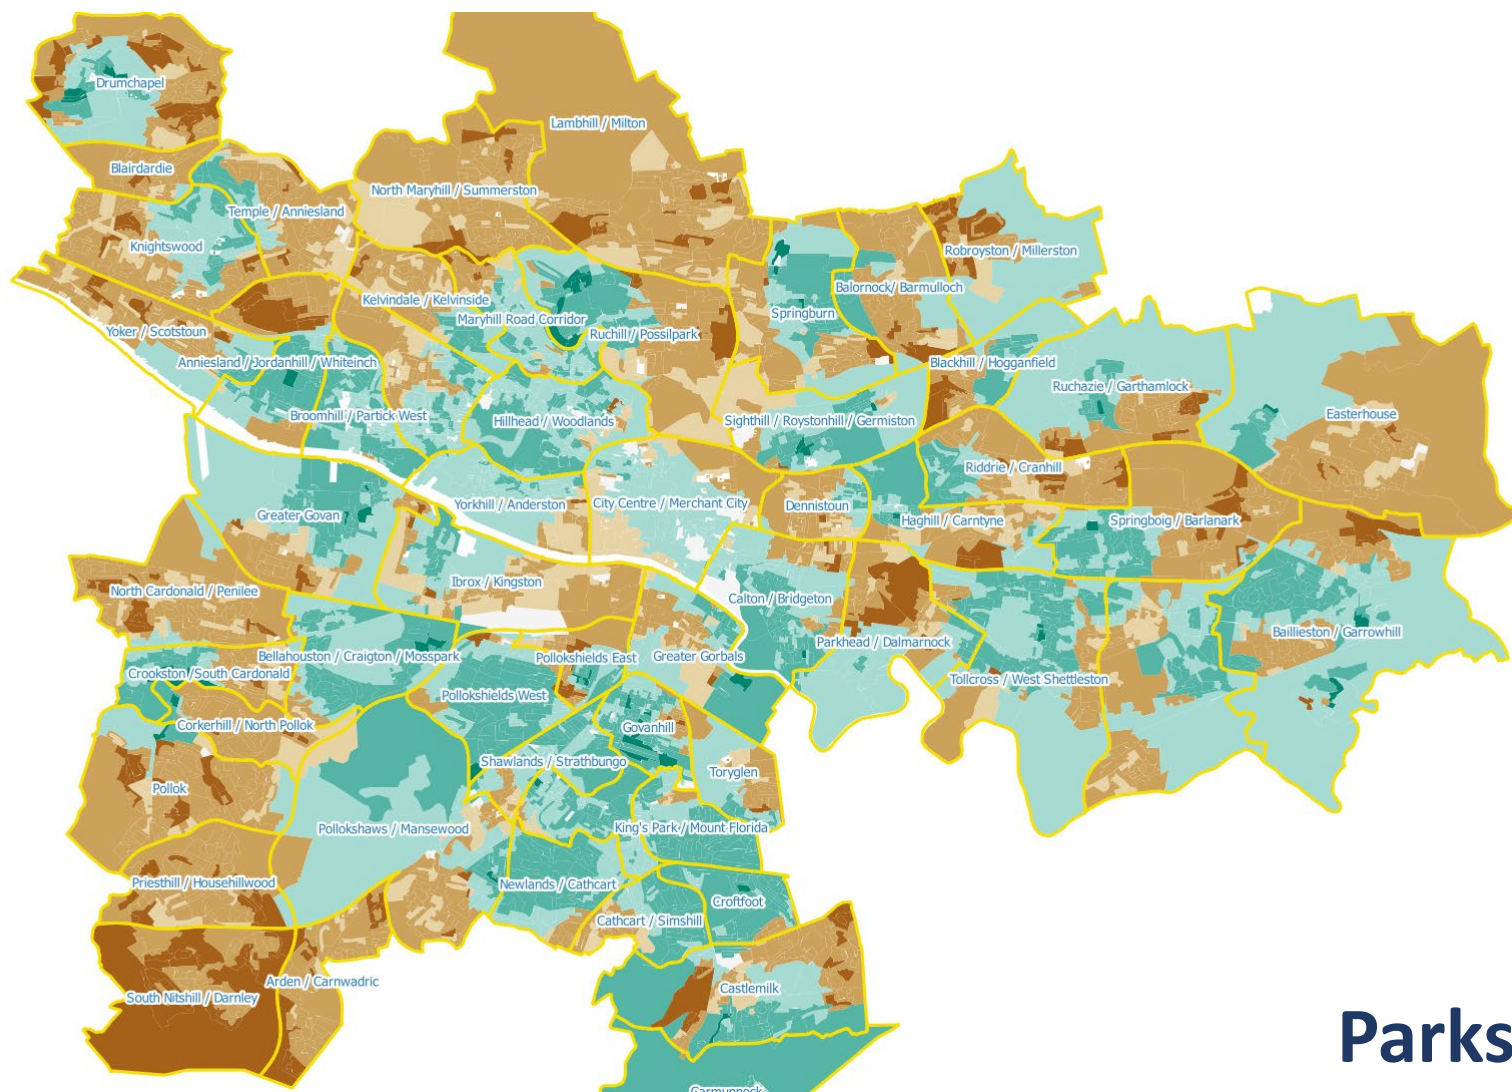 Drumchapel
Lambhill / Milton
Blairdardie
North Maryhill / Summerston
Temple / Anniesland
Knightswood
Robroyston / Millerston
Balornock/ Barmulloch
Kelvindale / Kelvinside
Springburn
Maryhill Road Corridor
Yoker / Scotstoun
Ruchill / Possilpark
Anniesland / Jordanhill / Whiteinch
Blackhill / Hogganfield
Ruchazie / Garthamlock
Broomhill / Partick West
Hillhead / Woodlands
Sighthill / Roystonhill / Germiston
Easterhouse
Riddrie / Cranhill
Yorkhill / Anderston
City Centre / Merchant City
Dennistoun
Greater Govan
Haghill / Carntyne
Springboig / Barlanark
Ibrox / Kingston
North Cardonald / Penilee
Calton / Bridgeton
Baillieston / Garrowhill
Parkhead / Dalmarnock
Bellahouston / Craigton / Mosspark
Pollokshields East
Greater Gorbals
Crookston /South Cardonald
Tollcross / West Shettleston
Pollokshields West
Corkerhill / North Pollok
Govanhill
Shawlands / Strathbungo
Toryglen
Pollok
Pollokshaws / Mansewood
King's Park / Mount Florida
Priesthill / Househillwood
Newlands / Cathcart
Croftfoot
Cathcart / Simshill
Arden / Carnwadric
Castlemilk
South Nitshill / Darnley
Parks
Carmunnock